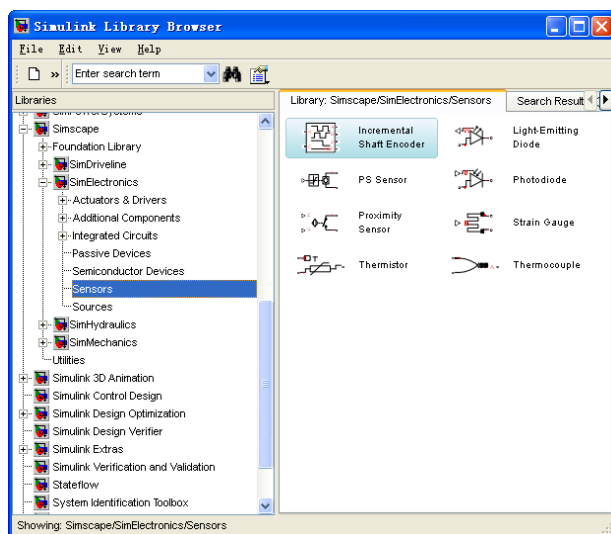 Simulink Library Browser
File Edit View Help
» Enter search term
Libraries
SimPowerSystems
Simscape
Foundation Library
SimDriveline
SimElectronics
Actuators & Drivers
Additional Components
Integrated Circuits
Passive Devices
Semiconductor Devices
Sensors
Sources
SimHydraulics
SimMechanics
Utilities
Simulink 3D Animation
Simulink Control Design
Simulink Design Optimization
Simulink Design Verifier
Simulink Extras
Simulink Verification and Validation
Stateflow
System Identification Toolbox
Library: Simscape/SimElectronics/Sensors Search Result
Incremental
Shaft Encoder
Light-Emitting
Diode
PS Sensor
Photodiode
Proximity
Sensor
Strain Gauge
Thermistor
Thermocouple
Showing: Simscape/SimElectronics/Sensors